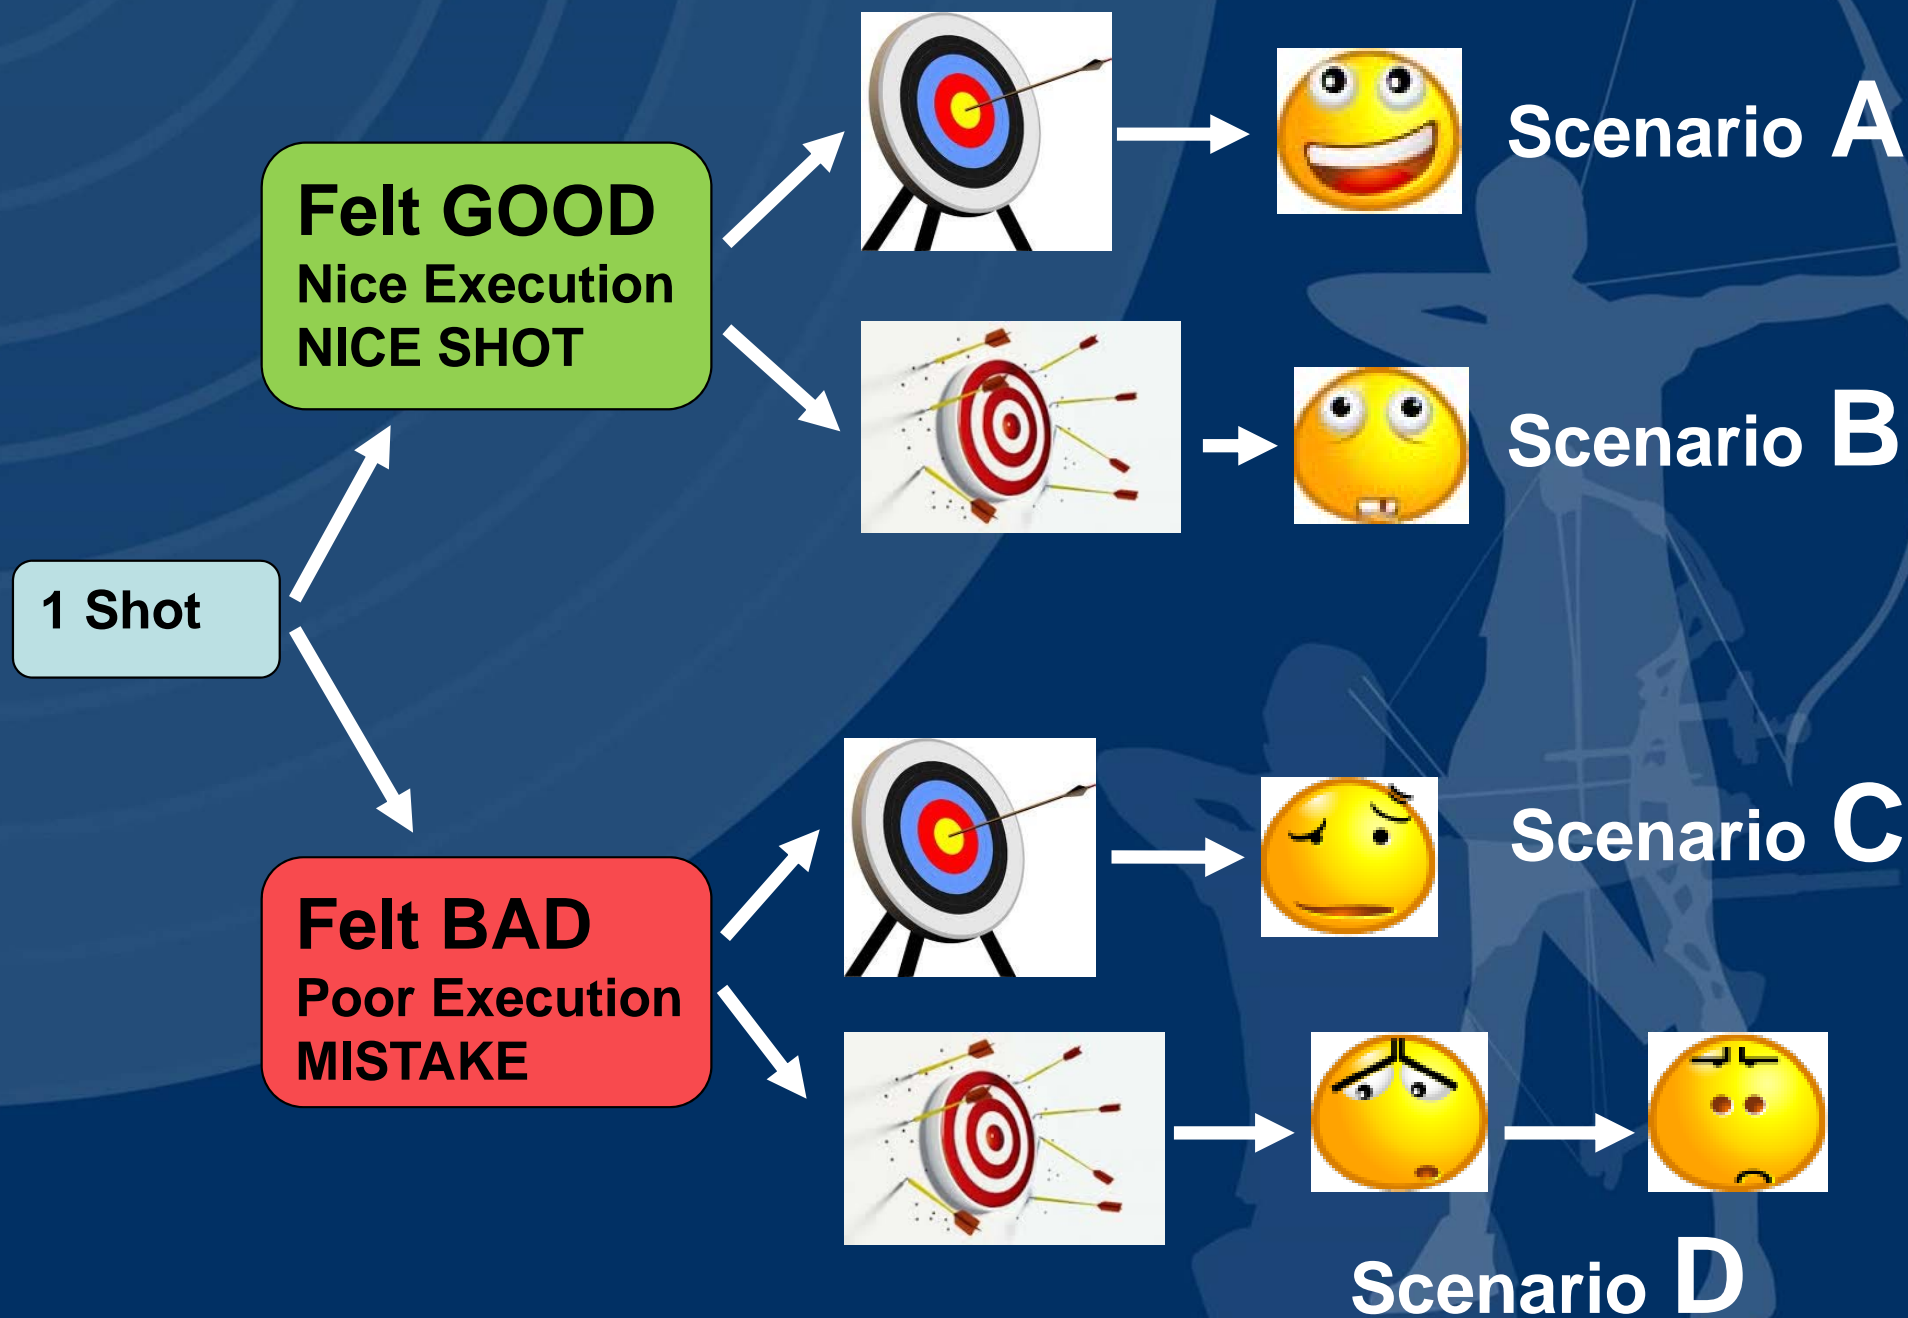 Scenario A
Felt GOOD
Nice Execution
NICE SHOT
Scenario B
1 Shot
Scenario C
Felt BAD
Poor Execution
MISTAKE
Scenario D